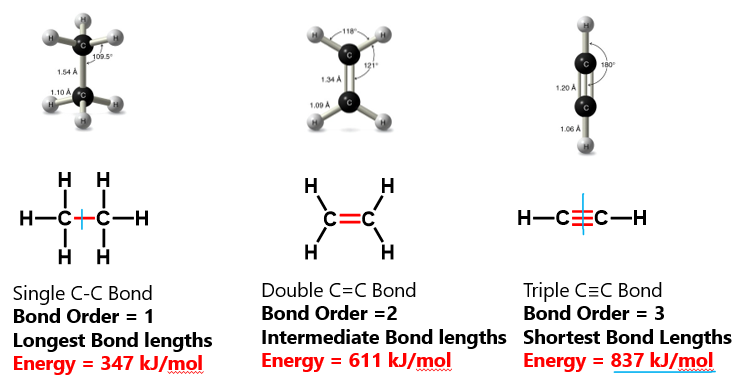 H
H
H
C
109.5°
1.54 Å
1.10 Å
C
H
H
H
118°
H
H
C
121°
1.34 Å
1.09 Å
C
H
H
H
C
180°
1.20 Å
C
1.06 Å
H
H H
H–C–C–H
H H
H H
C=C
H H
H–C≡C–H
Single C-C Bond
Bond Order = 1
Longest Bond lengths
Energy = 347 kJ/mol
Double C=C Bond
Bond Order =2
Intermediate Bond lengths
Energy = 611 kJ/mol
Triple C≡C Bond
Bond Order = 3
Shortest Bond Lengths
Energy = 837 kJ/mol